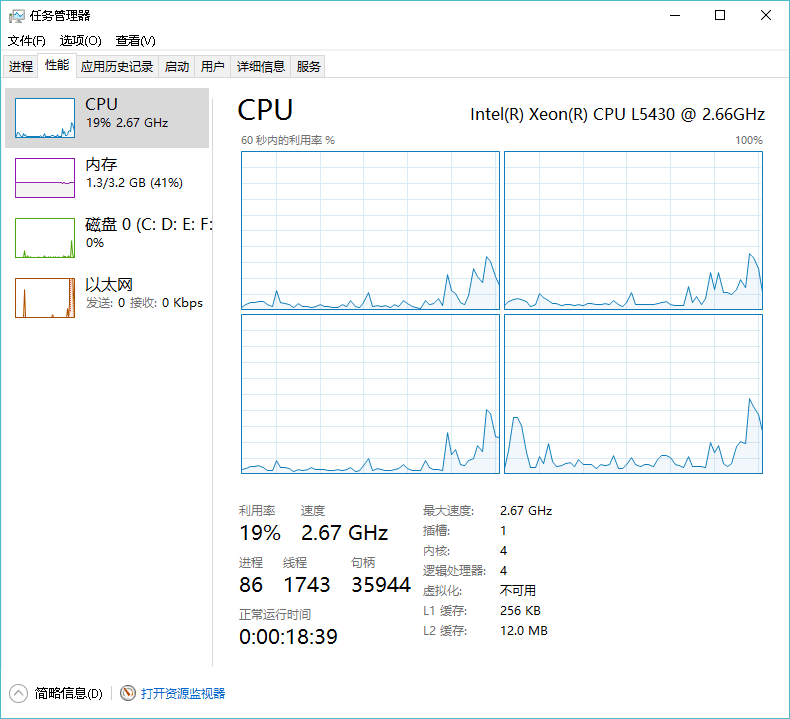 任务管理器
文件(F) 选项(O) 查看(V)
进程 性能 应用历史记录 启动 用户 详细信息 服务
CPU
19% 2.67 GHz
内存
1.3/3.2 GB (41%)
磁盘 0 (C: D: E: F:
0%
以太网
发送: 0 接收: 0 Kbps
CPU
Intel(R) Xeon(R) CPU L5430 @ 2.66GHz
60 秒内的利用率 % 100%
利用率 速度
19% 2.67 GHz
进程 线程 句柄
86 1743 35944
正常运行时间
0:00:18:39
最大速度: 2.67 GHz
插槽: 1
内核: 4
逻辑处理器: 4
虚拟化: 不可用
L1 缓存: 256 KB
L2 缓存: 12.0 MB
简略信息(D) 打开资源监视器